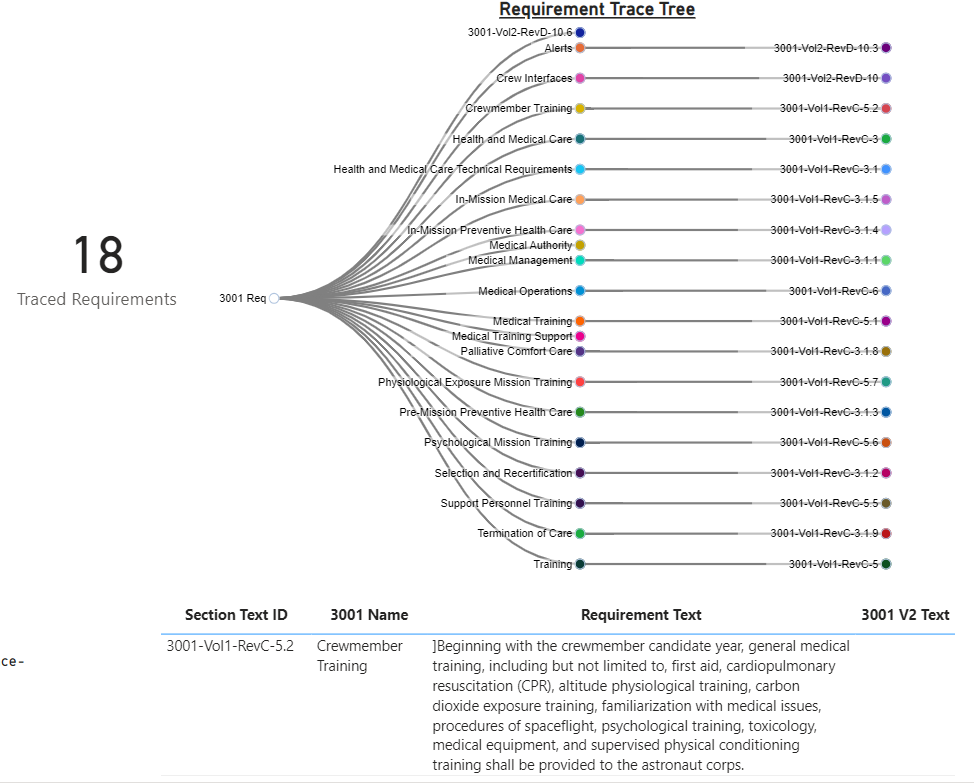 Requirement Trace Tree
3001-Vol2-RevD-10.6
Alerts 3001-Vol2-RevD-10.3
Crew Interfaces 3001-Vol2-RevD-10
Crewmember Training 3001-Vol1-RevC-5.2
Health and Medical Care 3001-Vol1-RevC-3
Health and Medical Care Technical Requirements 3001-Vol1-RevC-3.1
In-Mission Medical Care 3001-Vol1-RevC-3.1.5
In-Mission Preventive Health Care 3001-Vol1-RevC-3.1.4
Medical Authority
Medical Management 3001-Vol1-RevC-3.1.1
18
Traced Requirements
3001 Req
Medical Operations 3001-Vol1-RevC-6
Medical Training 3001-Vol1-RevC-5.1
Medical Training Support
Palliative Comfort Care 3001-Vol1-RevC-3.1.8
Physiological Exposure Mission Training 3001-Vol1-RevC-5.7
Pre-Mission Preventive Health Care 3001-Vol1-RevC-3.1.3
Psychological Mission Training 3001-Vol1-RevC-5.6
Selection and Recertification 3001-Vol1-RevC-3.1.2
Support Personnel Training 3001-Vol1-RevC-5.5
Termination of Care 3001-Vol1-RevC-3.1.9
Training 3001-Vol1-RevC-5
Section Text ID 3001 Name Requirement Text 3001 V2 Text
3001-Vol1-RevC-5.2 Crewmember ]Beginning with the crewmember candidate year, general medical
Training training, including but not limited to, first aid, cardiopulmonary
resuscitation (CPR), altitude physiological training, carbon
dioxide exposure training, familiarization with medical issues,
procedures of spaceflight, psychological training, toxicology,
medical equipment, and supervised physical conditioning
training shall be provided to the astronaut corps.
ce-